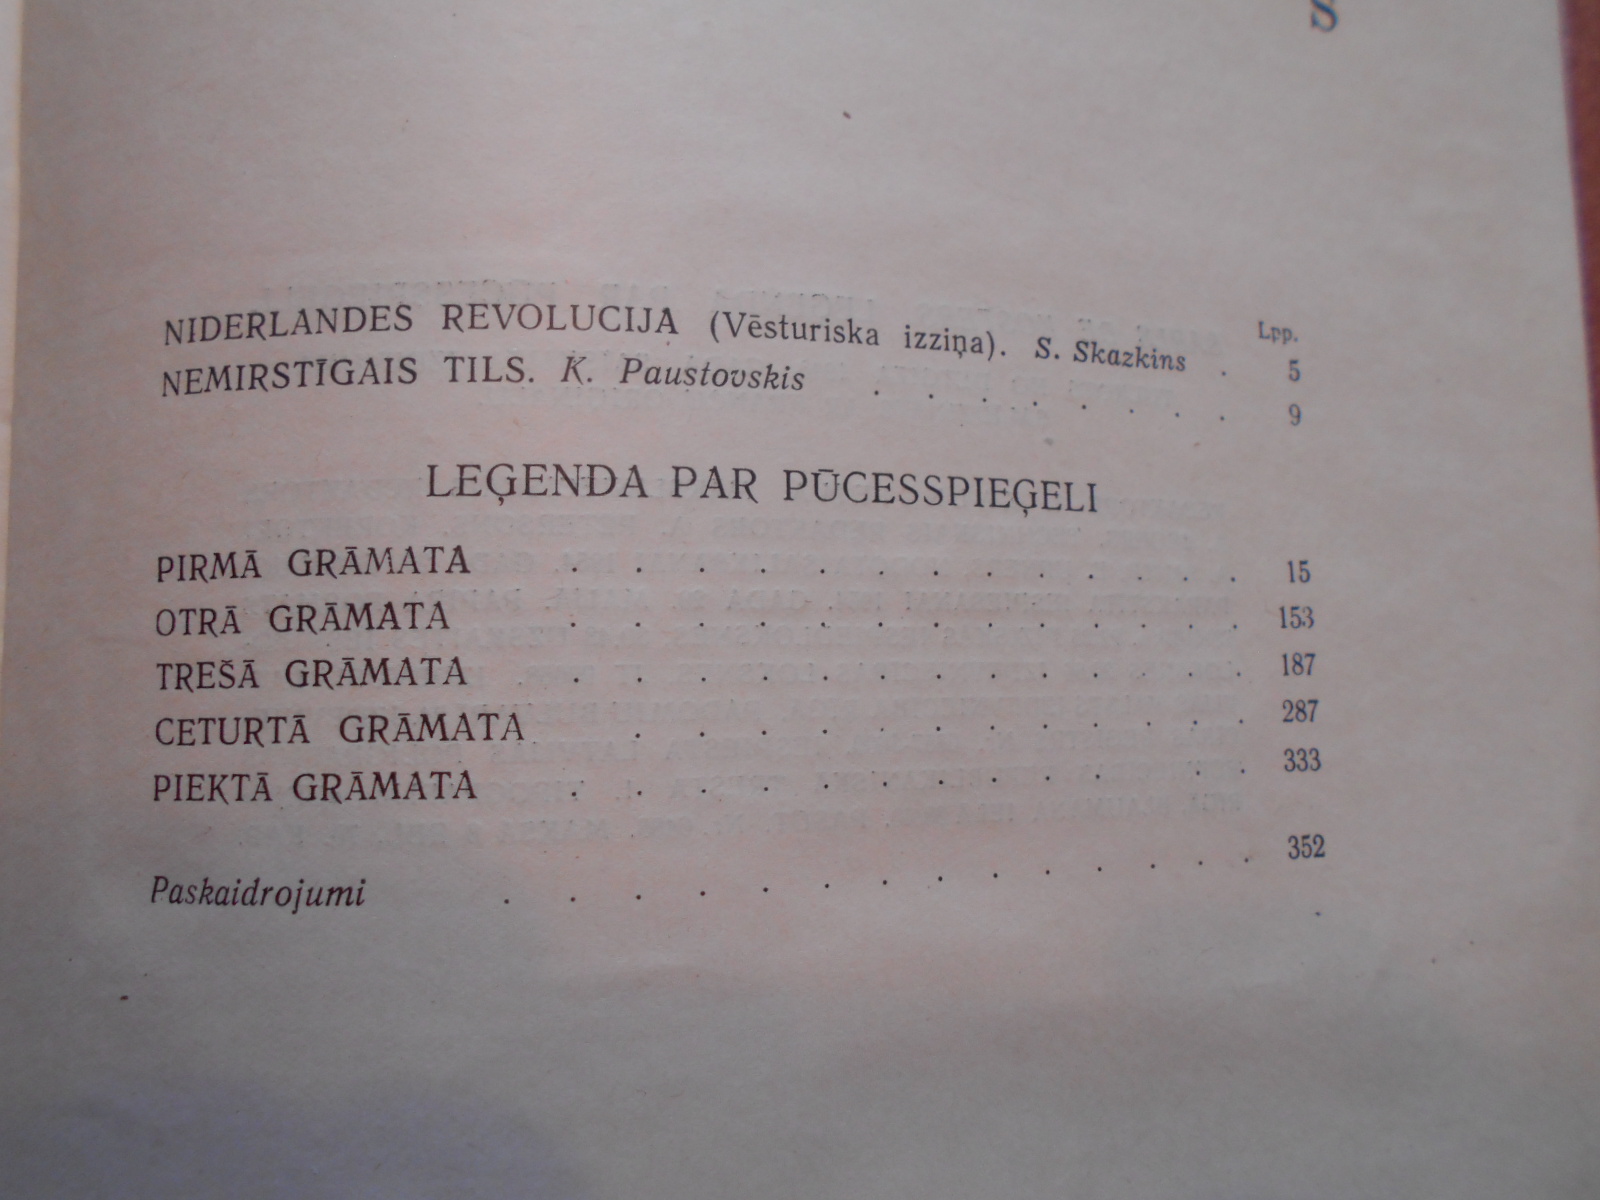 S
Lpp.
NIDERLANDES REVOLUCIJA (Vēsturiska izziņa). S. Skazkins . 5
NEMIRSTĪGAIS TILS. K. Paustovskis . . . . . . . . 9
LEĢENDA PAR PŪCESSPIEĢELI
PIRMĀ GRĀMATA . . . . . . . . . . . . 15
OTRĀ GRĀMATA . . . . . . . . . . . . 153
TREŠĀ GRĀMATA . . . . . . . . . . . . 187
CETURTĀ GRĀMATA . . . . . . . . . . . 287
PIEKTĀ GRĀMATA . . . . . . . . . . . . 333
Paskaidrojumi . . . . . . . . . . . . . 352